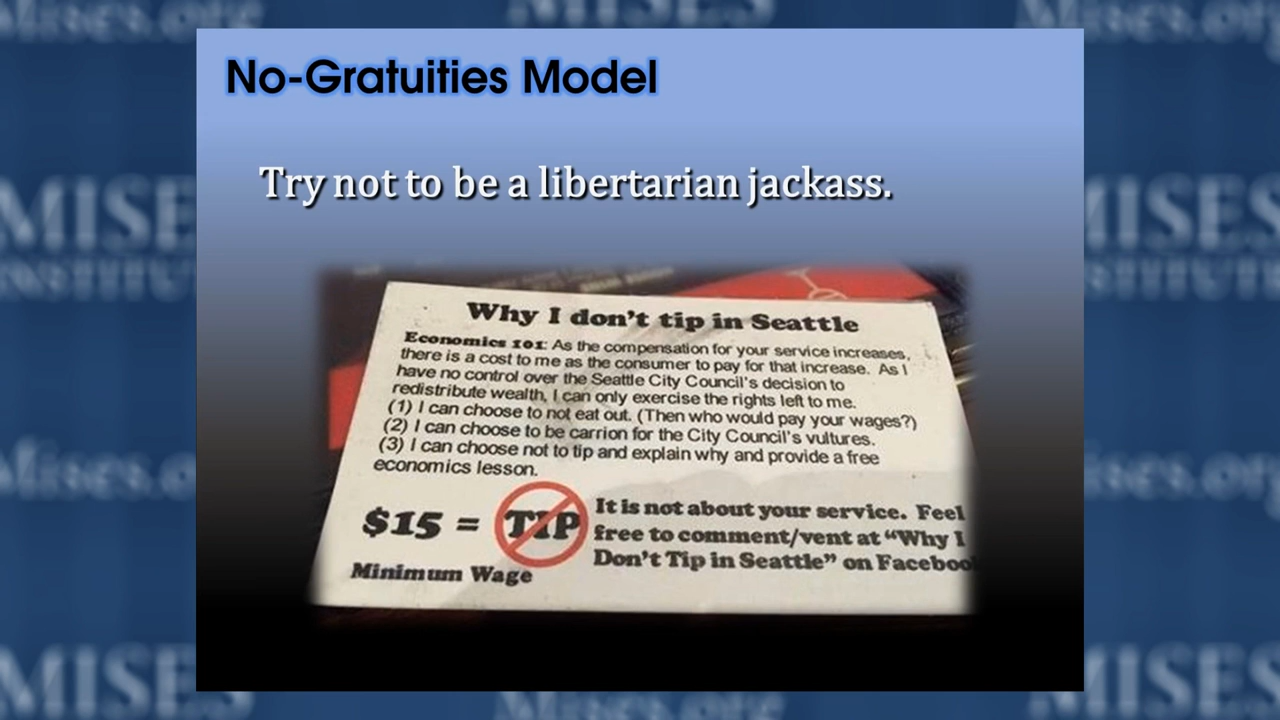 Mises.org
MISES
INSTITUTE
No-Gratuities Model
Try not to be a libertarian jackass.
Why I don't tip in Seattle
Economics 101: As the compensation for your service increases,
there is a cost to me as the consumer to pay for that increase. As I
have no control over the Seattle City Council's decision to
redistribute wealth, I can only exercise the rights left to me.
(1) I can choose to not eat out. (Then who would pay your wages?)
(2) I can choose to be carrion for the City Council's vultures.
(3) I can choose not to tip and explain why and provide a free
economics lesson.
$15 = TIP
Minimum Wage
It is not about your service. Feel
free to comment/vent at "Why I
Don't Tip in Seattle" on Faceboo